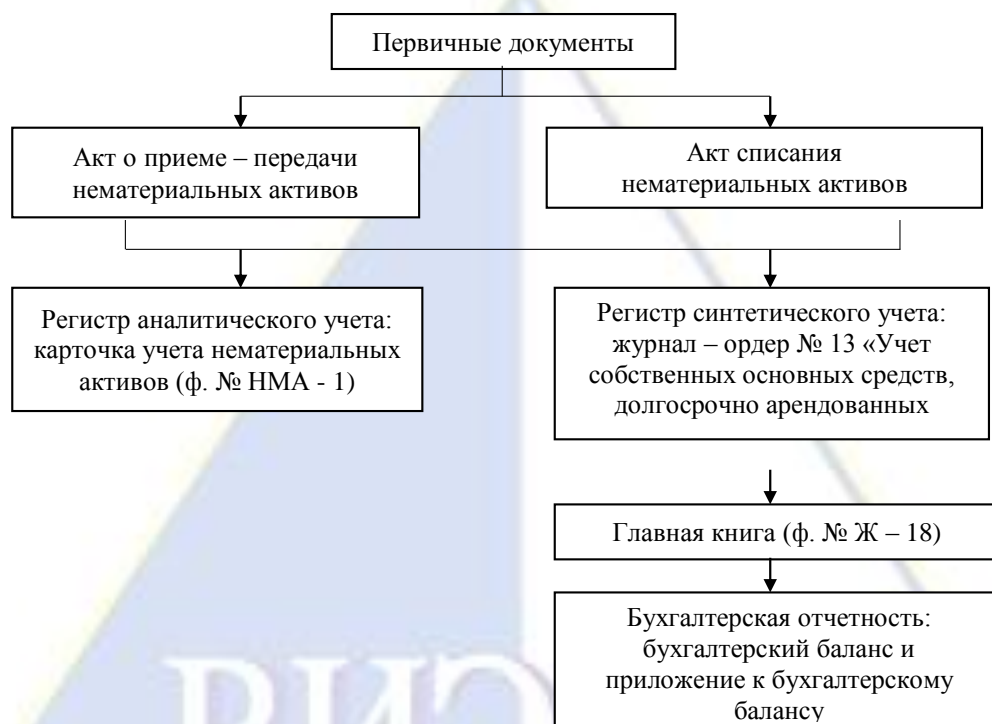 Первичные документы
Акт о приеме – передачи
нематериальных активов
Акт списания
нематериальных активов
Регистр аналитического учета:
карточка учета нематериальных
активов (ф. № НМА - 1)
Регистр синтетического учета:
журнал – ордер № 13 «Учет
собственных основных средств,
долгосрочно арендованных
Главная книга (ф. № Ж – 18)
Бухгалтерская отчетность:
бухгалтерский баланс и
приложение к бухгалтерскому
балансу